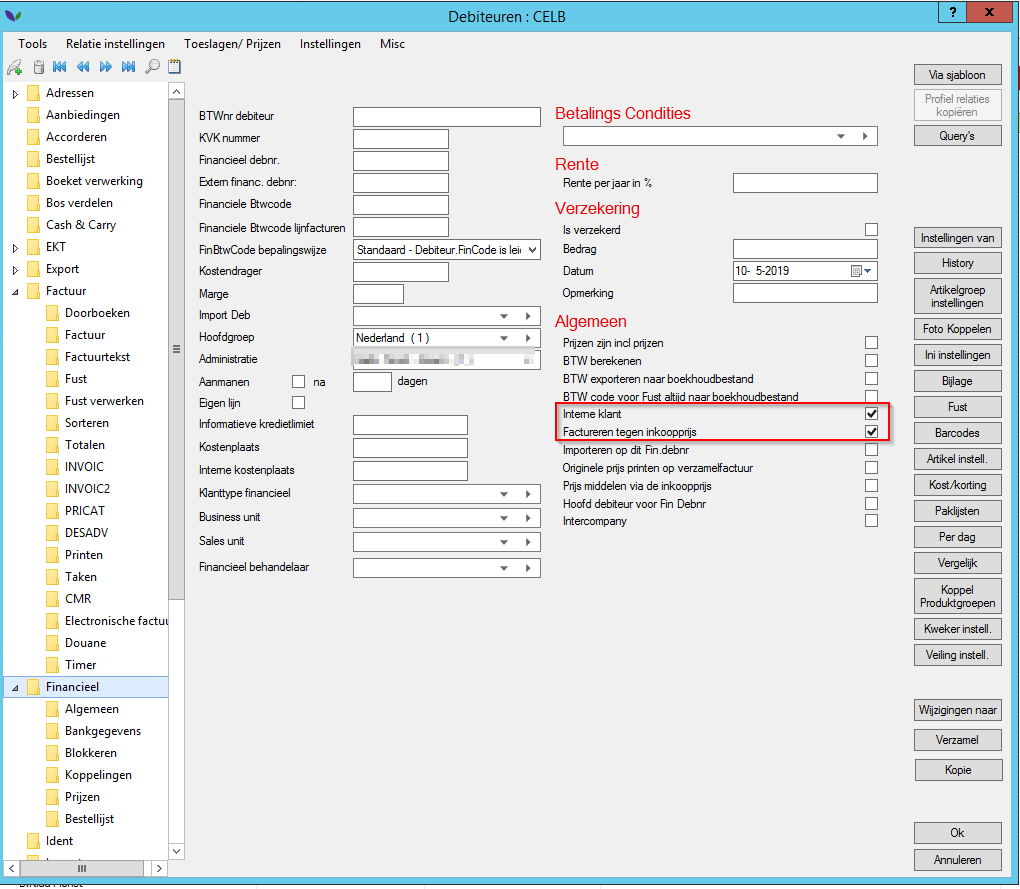 Debiteuren : CELB
?
X
Tools Relatie instellingen Toeslagen/ Prijzen Instellingen Misc
Adressen
Aanbiedingen
Accorderen
Bestellijst
Boeket verwerking
Bos verdelen
Cash & Carry
EKT
Export
Factuur
Doorboeken
Factuur
Factuurtekst
Fust
Fust verwerken
Sorteren
Totalen
INVOIC
INVOIC2
PRICAT
DESADV
Printen
Taken
CMR
Electronische factuu
Douane
Timer
Financieel
Algemeen
Bankgegevens
Blokkeren
Koppelingen
Prijzen
Bestellijst
Ident
BTWnr debiteur
KVK nummer
Financieel debnr.
Extern financ. debnr:
Financiele Btwcode
Financiele Btwcode lijnfacturen
FinBtwCode bepalingswijze Standaard - Debiteur.FinCode is leid
Kostendrager
Marge
Import Deb
Hoofdgroep Nederland ( 1 )
Administratie
Aanmanen na dagen
Eigen lijn
Informatieve kredietlimiet
Kostenplaats
Interne kostenplaats
Klanttype financieel
Business unit
Sales unit
Financieel behandelaar
Betalings Condities
Rente
Rente per jaar in %
Verzekering
Is verzekerd
Bedrag
Datum 10- 5-2019
Opmerking
Algemeen
Prijzen zijn incl prijzen
BTW berekenen
BTW exporteren naar boekhoudbestand
BTW code voor Fust altijd naar boekhoudbestand
Interne klant
Factureren tegen inkoopprijs
Importeren op dit Fin.debnr
Originele prijs printen op verzamelfactuur
Prijs middelen via de inkoopprijs
Hoofd debiteur voor Fin Debnr
Intercompany
Via sjabloon
Profiel relaties
kopiëren
Query's
Instellingen van
History
Artikelgroep
instellingen
Foto Koppelen
Ini instellingen
Bijlage
Fust
Barcodes
Artikel instell.
Kost/korting
Paklijsten
Per dag
Vergelijk
Koppel
Produktgroepen
Kweker instell.
Veiling instell.
Wijzigingen naar
Verzamel
Kopie
Ok
Annuleren